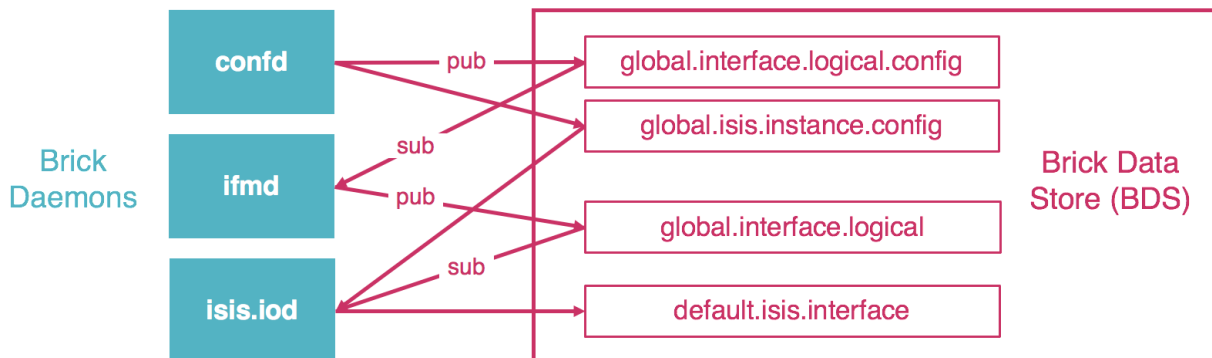 confd
pub
global.interface.logical.config
global.isis.instance.config
sub
Brick
Daemons
ifmd
pub
Brick Data
Store (BDS)
global.interface.logical
sub
isis.iod
default.isis.interface